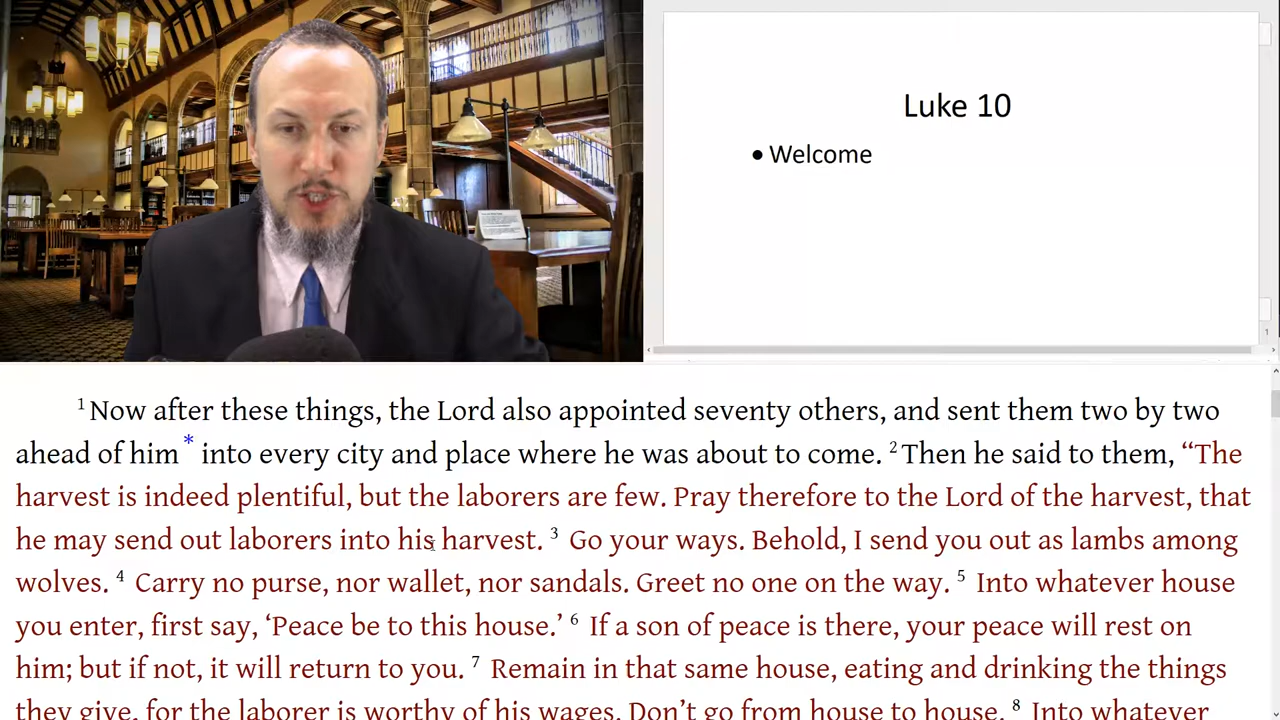 Luke 10
• Welcome
1
1 Now after these things, the Lord also appointed seventy others, and sent them two by two
ahead of him* into every city and place where he was about to come. 2 Then he said to them, “The
harvest is indeed plentiful, but the laborers are few. Pray therefore to the Lord of the harvest, that
he may send out laborers into his harvest. 3 Go your ways. Behold, I send you out as lambs among
wolves. 4 Carry no purse, nor wallet, nor sandals. Greet no one on the way. 5 Into whatever house
you enter, first say, ‘Peace be to this house.’ 6 If a son of peace is there, your peace will rest on
him; but if not, it will return to you. 7 Remain in that same house, eating and drinking the things
they give, for the laborer is worthy of his wages. Don’t go from house to house. 8 Into whatever